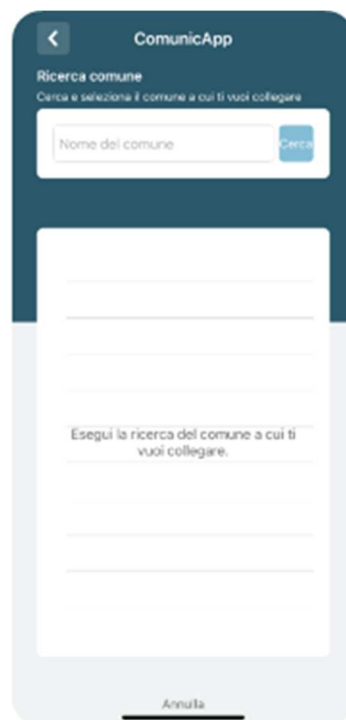 ComunicApp
Ricerca comune
Cerca e seleziona il comune a cui ti vuoi collegare
Nome del comune
Cerca
Esegui la ricerca del comune a cui ti
vuoi collegare.
Annulla